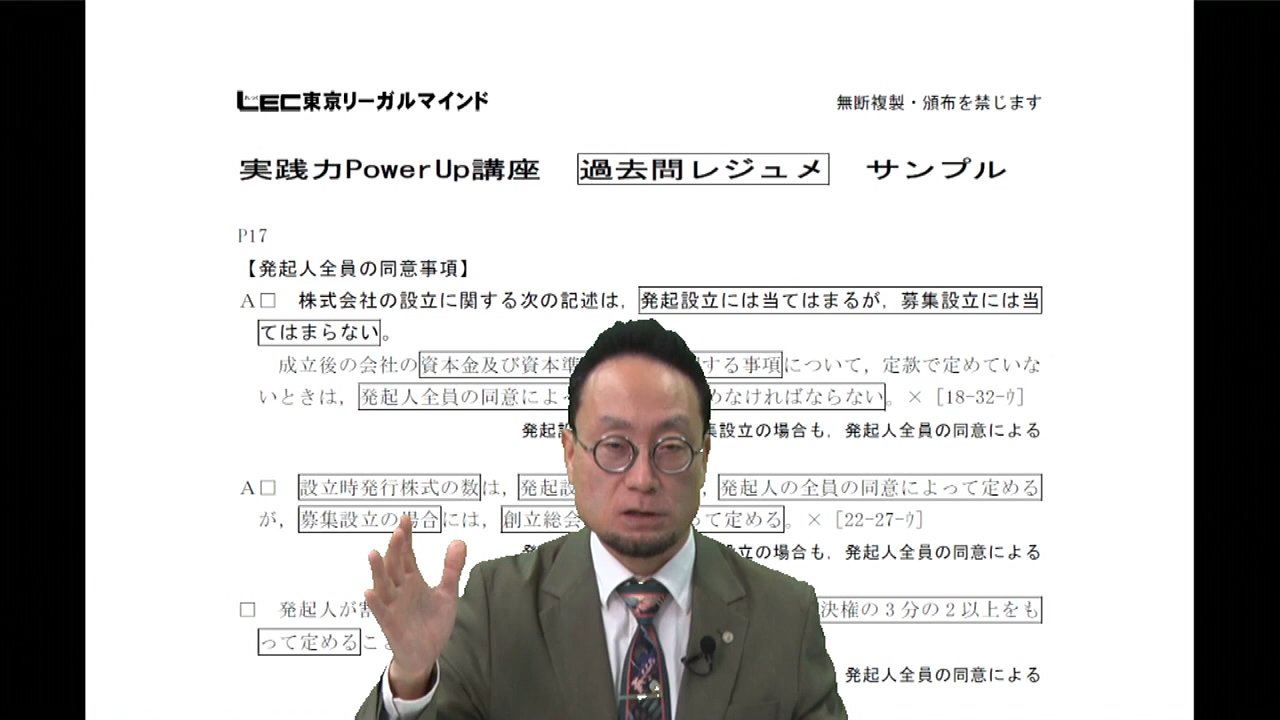 LEC東京リーガルマインド 無断複製・頒布を禁じます
実践力PowerUp講座 過去問レジュメ サンプル
P17
【発起人全員の同意事項】
A□ 株式会社の設立に関する次の記述は，発起設立には当てはまるが，募集設立には当
てはまらない。
成立後の会社の資本金及び資本準 する事項について，定款で定めていな
いときは，発起人全員の同意によっ めなければならない。×［18-32-ｳ］
発起 集設立の場合も，発起人全員の同意による
A□ 設立時発行株式の数は，発起設 ，発起人の全員の同意によって定める
が，募集設立の場合には，創立総会 って定める。×［22-27-ｳ］
設立の場合も，発起人全員の同意による
□ 発起人が割 決権の３分の２以上をも
って定めるこ
発起人全員の同意による